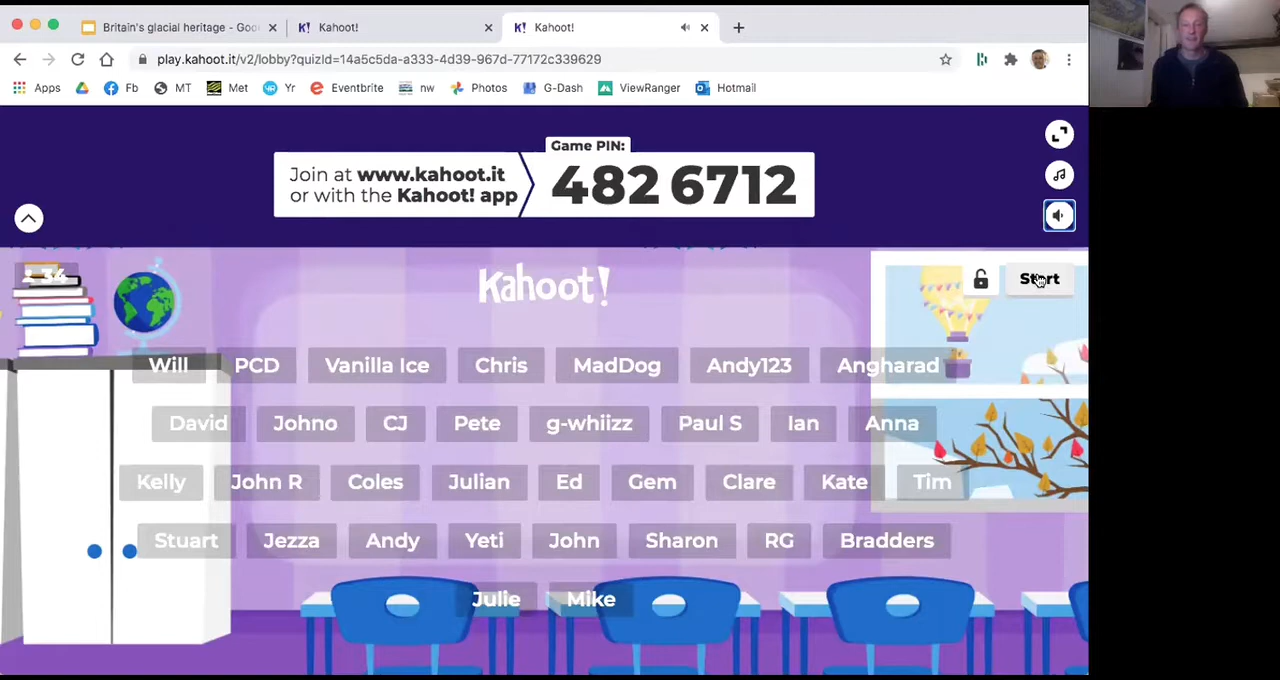 Britain's glacial heritage - Goo
Kahoot!
Kahoot!
play.kahoot.it/v2/lobby?quizId=14a5c5da-a333-4d39-967d-77172c339629
Apps Fb MT Met Yr Eventbrite nw Photos G-Dash ViewRanger Hotmail
Game PIN:
Join at www.kahoot.it
or with the Kahoot! app
482 6712
34
Kahoot!
Start
Will PCD Vanilla Ice Chris MadDog Andy123 Angharad
David Johno CJ Pete g-whiizz Paul S Ian Anna
Kelly John R Coles Julian Ed Gem Clare Kate Tim
Stuart Jezza Andy Yeti John Sharon RG Bradders
Julie Mike